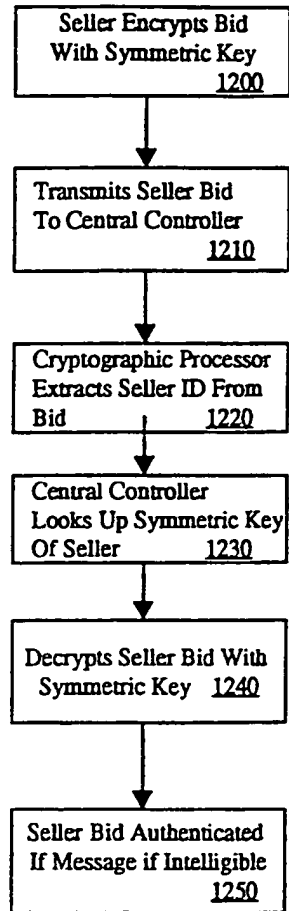 Seller Encrypts Bid
With Symmetric Key
1200
Transmits Seller Bid
To Central Controller
1210
Cryptographic Processor
Extracts Seller ID From
Bid 1220
Central Controller
Looks Up Symmetric Key
Of Seller 1230
Decrypts Seller Bid With
Symmetric Key 1240
Seller Bid Authenticated
If Message if Intelligible
1250